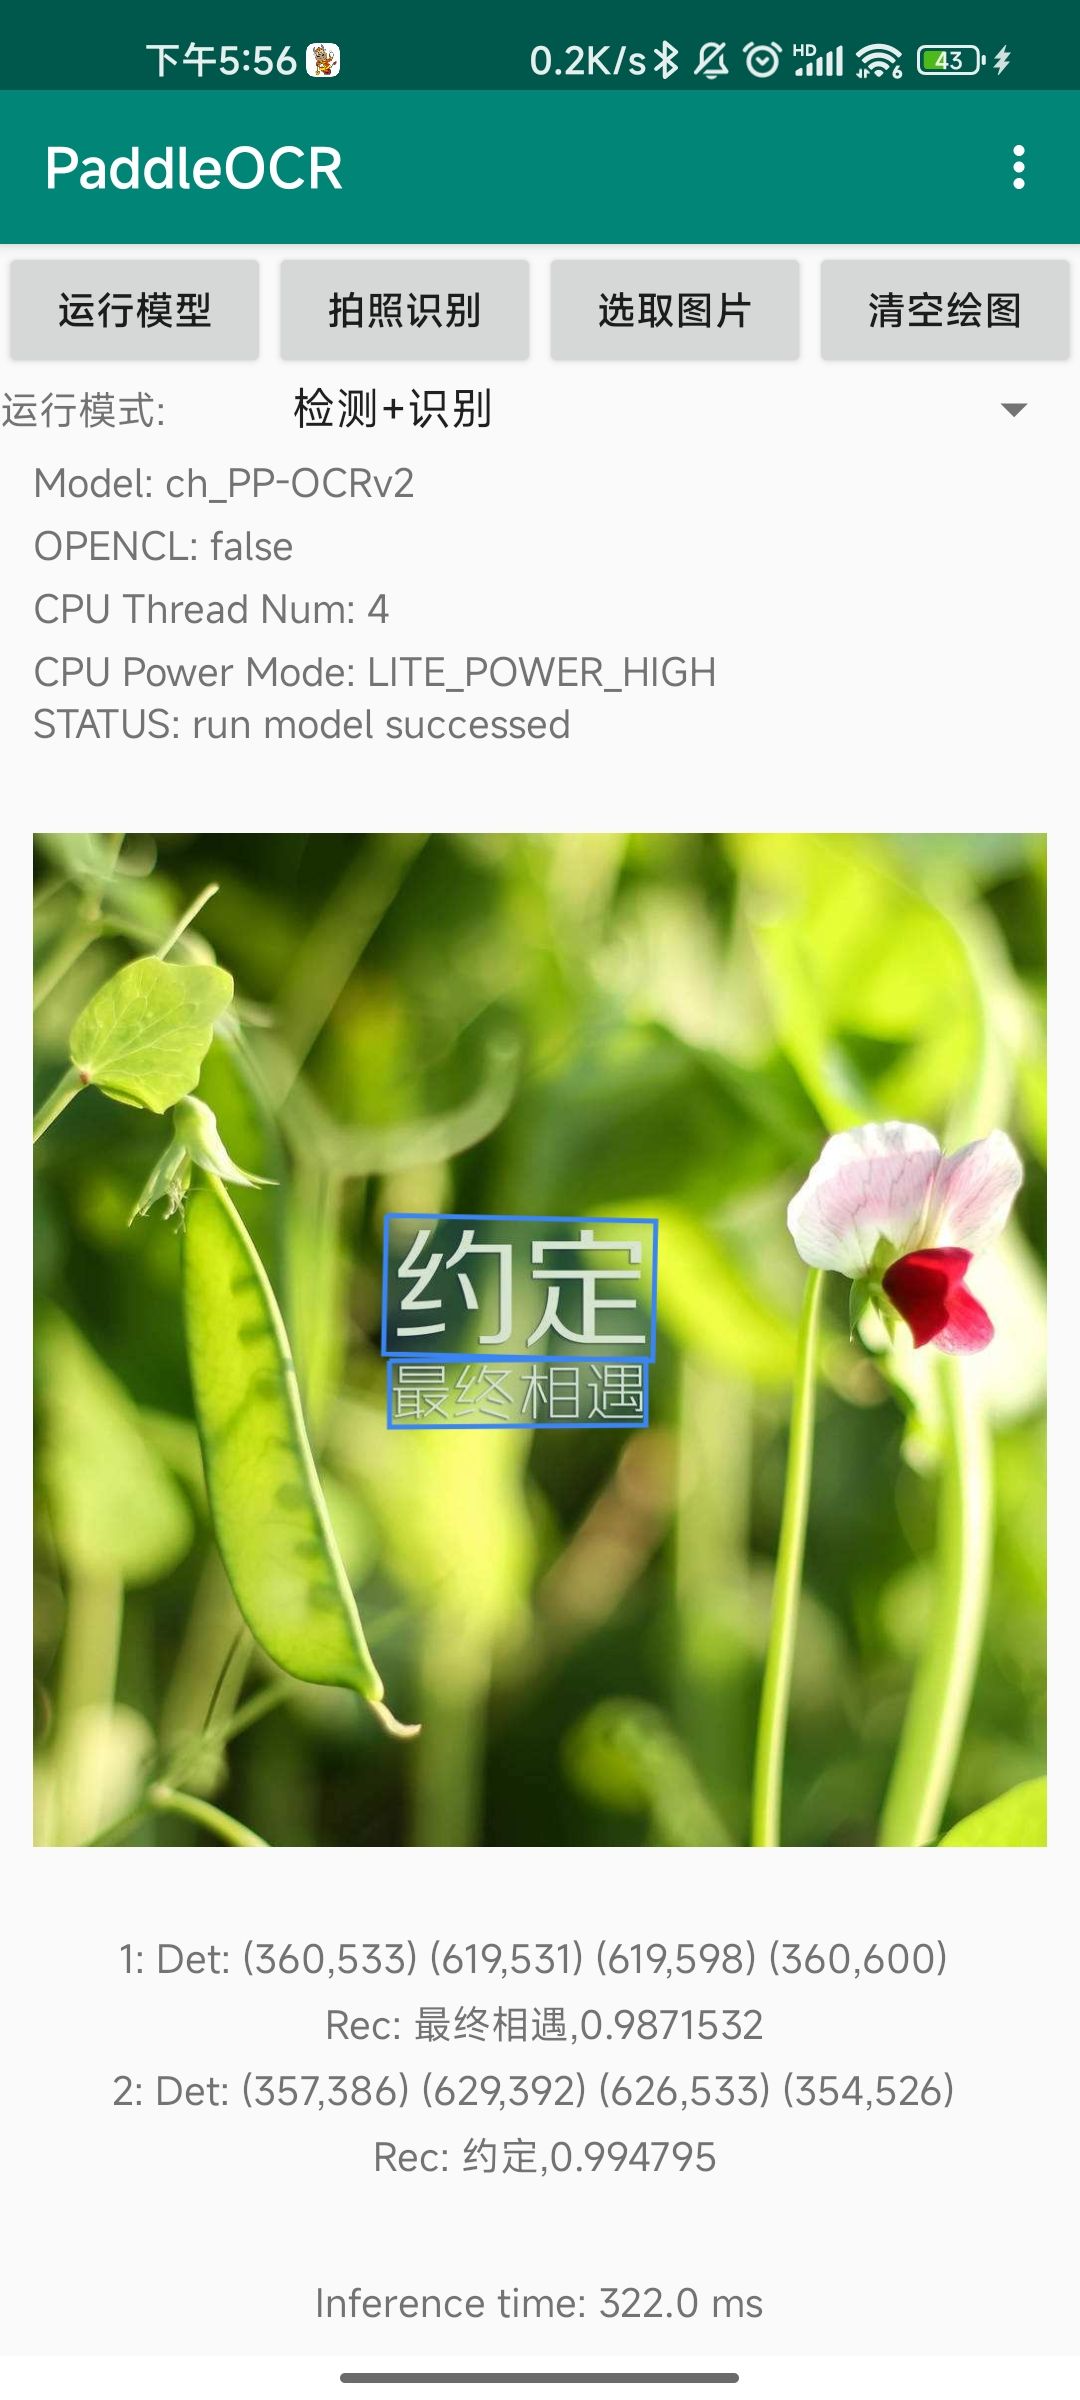 下午5:56 0.2K/s HD 6 43
PaddleOCR
运行模型 拍照识别 选取图片 清空绘图
运行模式: 检测+识别
Model: ch_PP-OCRv2
OPENCL: false
CPU Thread Num: 4
CPU Power Mode: LITE_POWER_HIGH
STATUS: run model successed
约定
最终相遇
1: Det: (360,533) (619,531) (619,598) (360,600)
Rec: 最终相遇,0.9871532
2: Det: (357,386) (629,392) (626,533) (354,526)
Rec: 约定,0.994795
Inference time: 322.0 ms